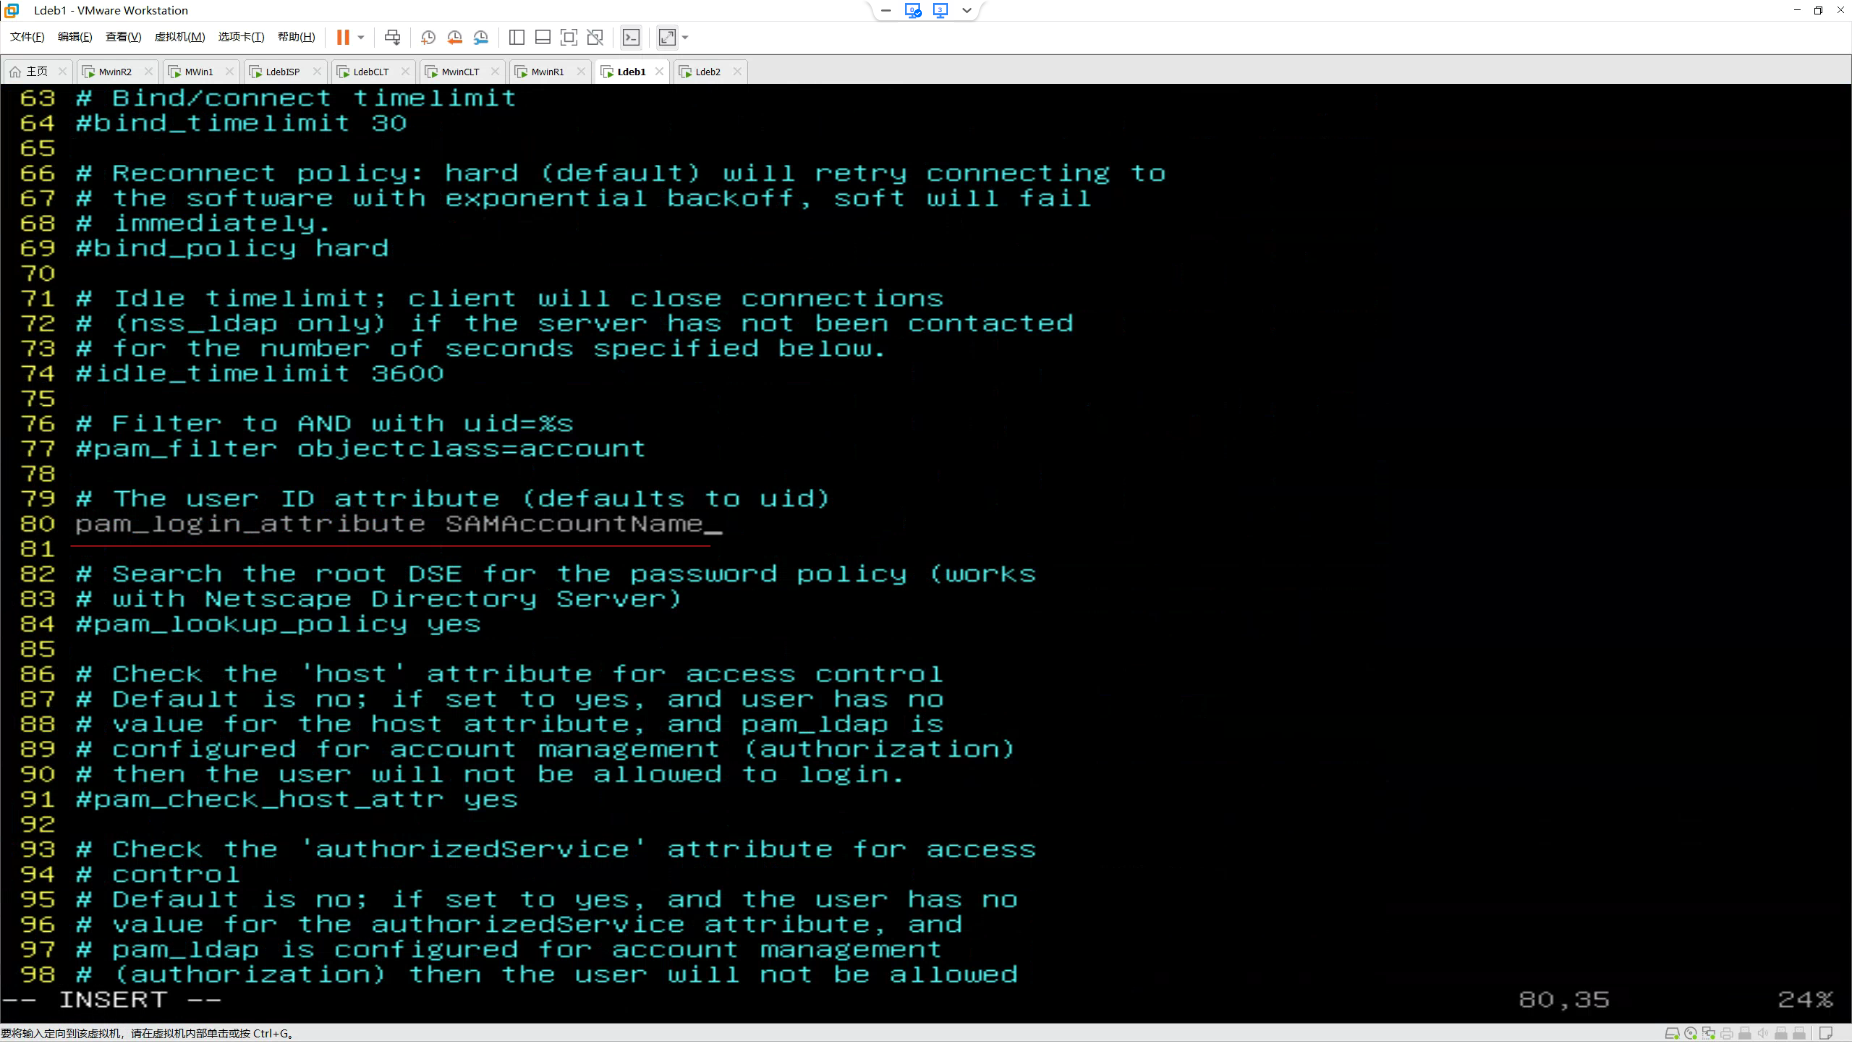 Ldeb1 - VMware Workstation
文件(F) 编辑(E) 查看(V) 虚拟机(M) 选项卡(T) 帮助(H)
主页 MwinR2 MWin1 LdebISP LdebCLT MwinCLT MwinR1 Ldeb1 Ldeb2
63 # Bind/connect timelimit
64 #bind_timelimit 30
65
66 # Reconnect policy: hard (default) will retry connecting to
67 # the software with exponential backoff, soft will fail
68 # immediately.
69 #bind_policy hard
70
71 # Idle timelimit; client will close connections
72 # (nss_ldap only) if the server has not been contacted
73 # for the number of seconds specified below.
74 #idle_timelimit 3600
75
76 # Filter to AND with uid=%s
77 #pam_filter objectclass=account
78
79 # The user ID attribute (defaults to uid)
80 pam_login_attribute SAMAccountName_
81
82 # Search the root DSE for the password policy (works
83 # with Netscape Directory Server)
84 #pam_lookup_policy yes
85
86 # Check the 'host' attribute for access control
87 # Default is no; if set to yes, and user has no
88 # value for the host attribute, and pam_ldap is
89 # configured for account management (authorization)
90 # then the user will not be allowed to login.
91 #pam_check_host_attr yes
92
93 # Check the 'authorizedService' attribute for access
94 # control
95 # Default is no; if set to yes, and the user has no
96 # value for the authorizedService attribute, and
97 # pam_ldap is configured for account management
98 # (authorization) then the user will not be allowed
-- INSERT -- 80,35 24%
要将输入定向到该虚拟机，请在虚拟机内部单击或按 Ctrl+G。